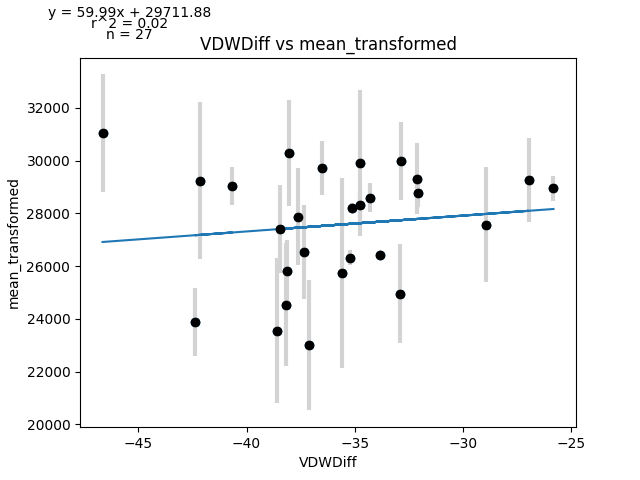 y = 59.99x + 29711.88
r^2 = 0.02
n = 27
VDWDiff vs mean_transformed
mean_transformed
32000
30000
28000
26000
24000
22000
20000
−45
−40
−35
−30
−25
VDWDiff